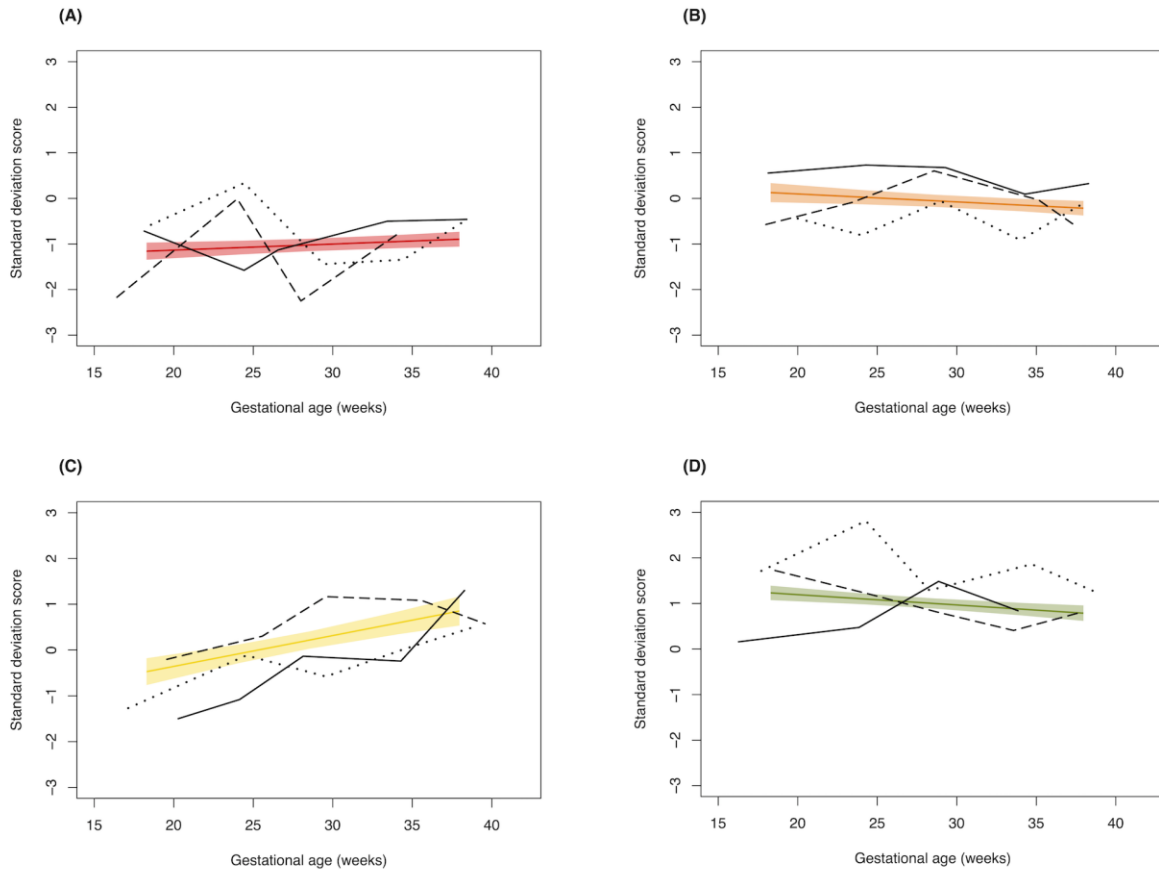 (A)
Standard deviation score
3
2
1
0
−1
−2
−3
15 20 25 30 35 40
Gestational age (weeks)
(B)
Standard deviation score
3
2
1
0
−1
−2
−3
15 20 25 30 35 40
Gestational age (weeks)
(C)
Standard deviation score
3
2
1
0
−1
−2
−3
15 20 25 30 35 40
Gestational age (weeks)
(D)
Standard deviation score
3
2
1
0
−1
−2
−3
15 20 25 30 35 40
Gestational age (weeks)